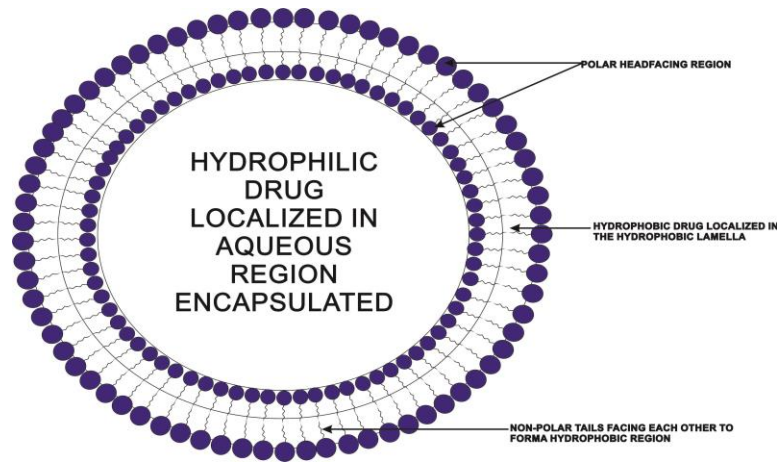 POLAR HEADFACING REGION
HYDROPHILIC
DRUG
LOCALIZED IN
AQUEOUS
REGION
ENCAPSULATED
HYDROPHOBIC DRUG LOCALIZED IN
THE HYDROPHOBIC LAMELLA
NON-POLAR TAILS FACING EACH OTHER TO
FORMA HYDROPHOBIC REGION